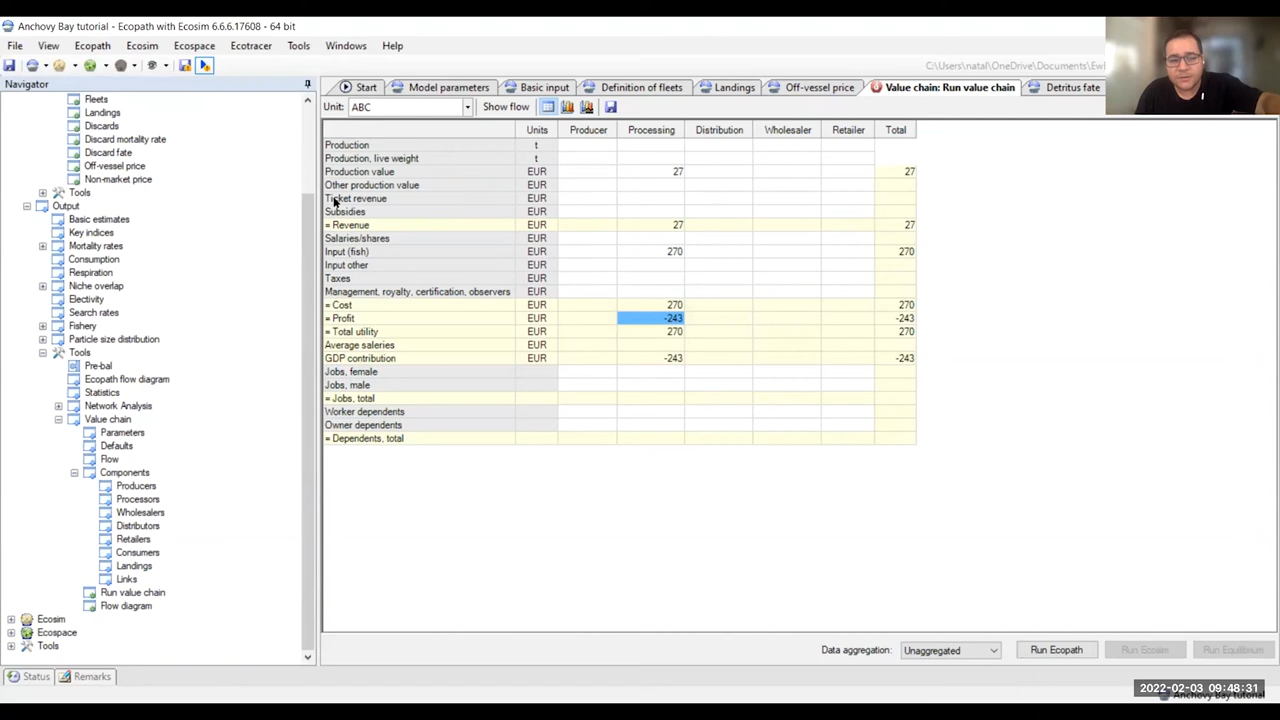 Anchovy Bay tutorial - Ecopath with Ecosim 6.6.6.17608 - 64 bit
File View Ecopath Ecosim Ecospace Ecotracer Tools Windows Help
Navigator
Fleets
Landings
Discards
Discard mortality rate
Discard fate
Off-vessel price
Non-market price
Tools
Output
Basic estimates
Key indices
Mortality rates
Consumption
Respiration
Niche overlap
Electivity
Search rates
Fishery
Particle size distribution
Tools
Pre-bal
Ecopath flow diagram
Statistics
Network Analysis
Value chain
Parameters
Defaults
Flow
Components
Producers
Processors
Wholesalers
Distributors
Retailers
Consumers
Landings
Links
Run value chain
Flow diagram
Ecosim
Ecospace
Tools
Status Remarks
C:\Users\natal\OneDrive\Documents\Ewl
Start Model parameters Basic input Definition of fleets Landings Off-vessel price Value chain: Run value chain Detritus fate
Unit: ABC Show flow
Units Producer Processing Distribution Wholesaler Retailer Total
Production t
Production, live weight t
Production value EUR 27 27
Other production value EUR
Ticket revenue EUR
Subsidies EUR
= Revenue EUR 27 27
Salaries/shares EUR
Input (fish) EUR 270 270
Input other EUR
Taxes EUR
Management, royalty, certification, observers EUR
= Cost EUR 270 270
= Profit EUR -243 -243
= Total utility EUR 270 270
Average saleries EUR
GDP contribution EUR -243 -243
Jobs, female
Jobs, male
= Jobs, total
Worker dependents
Owner dependents
= Dependents, total
Data aggregation: Unaggregated Run Ecopath Run Ecosim Run Equilibrium
2022-02-03 09:48:31
Anchovy Bay tutorial